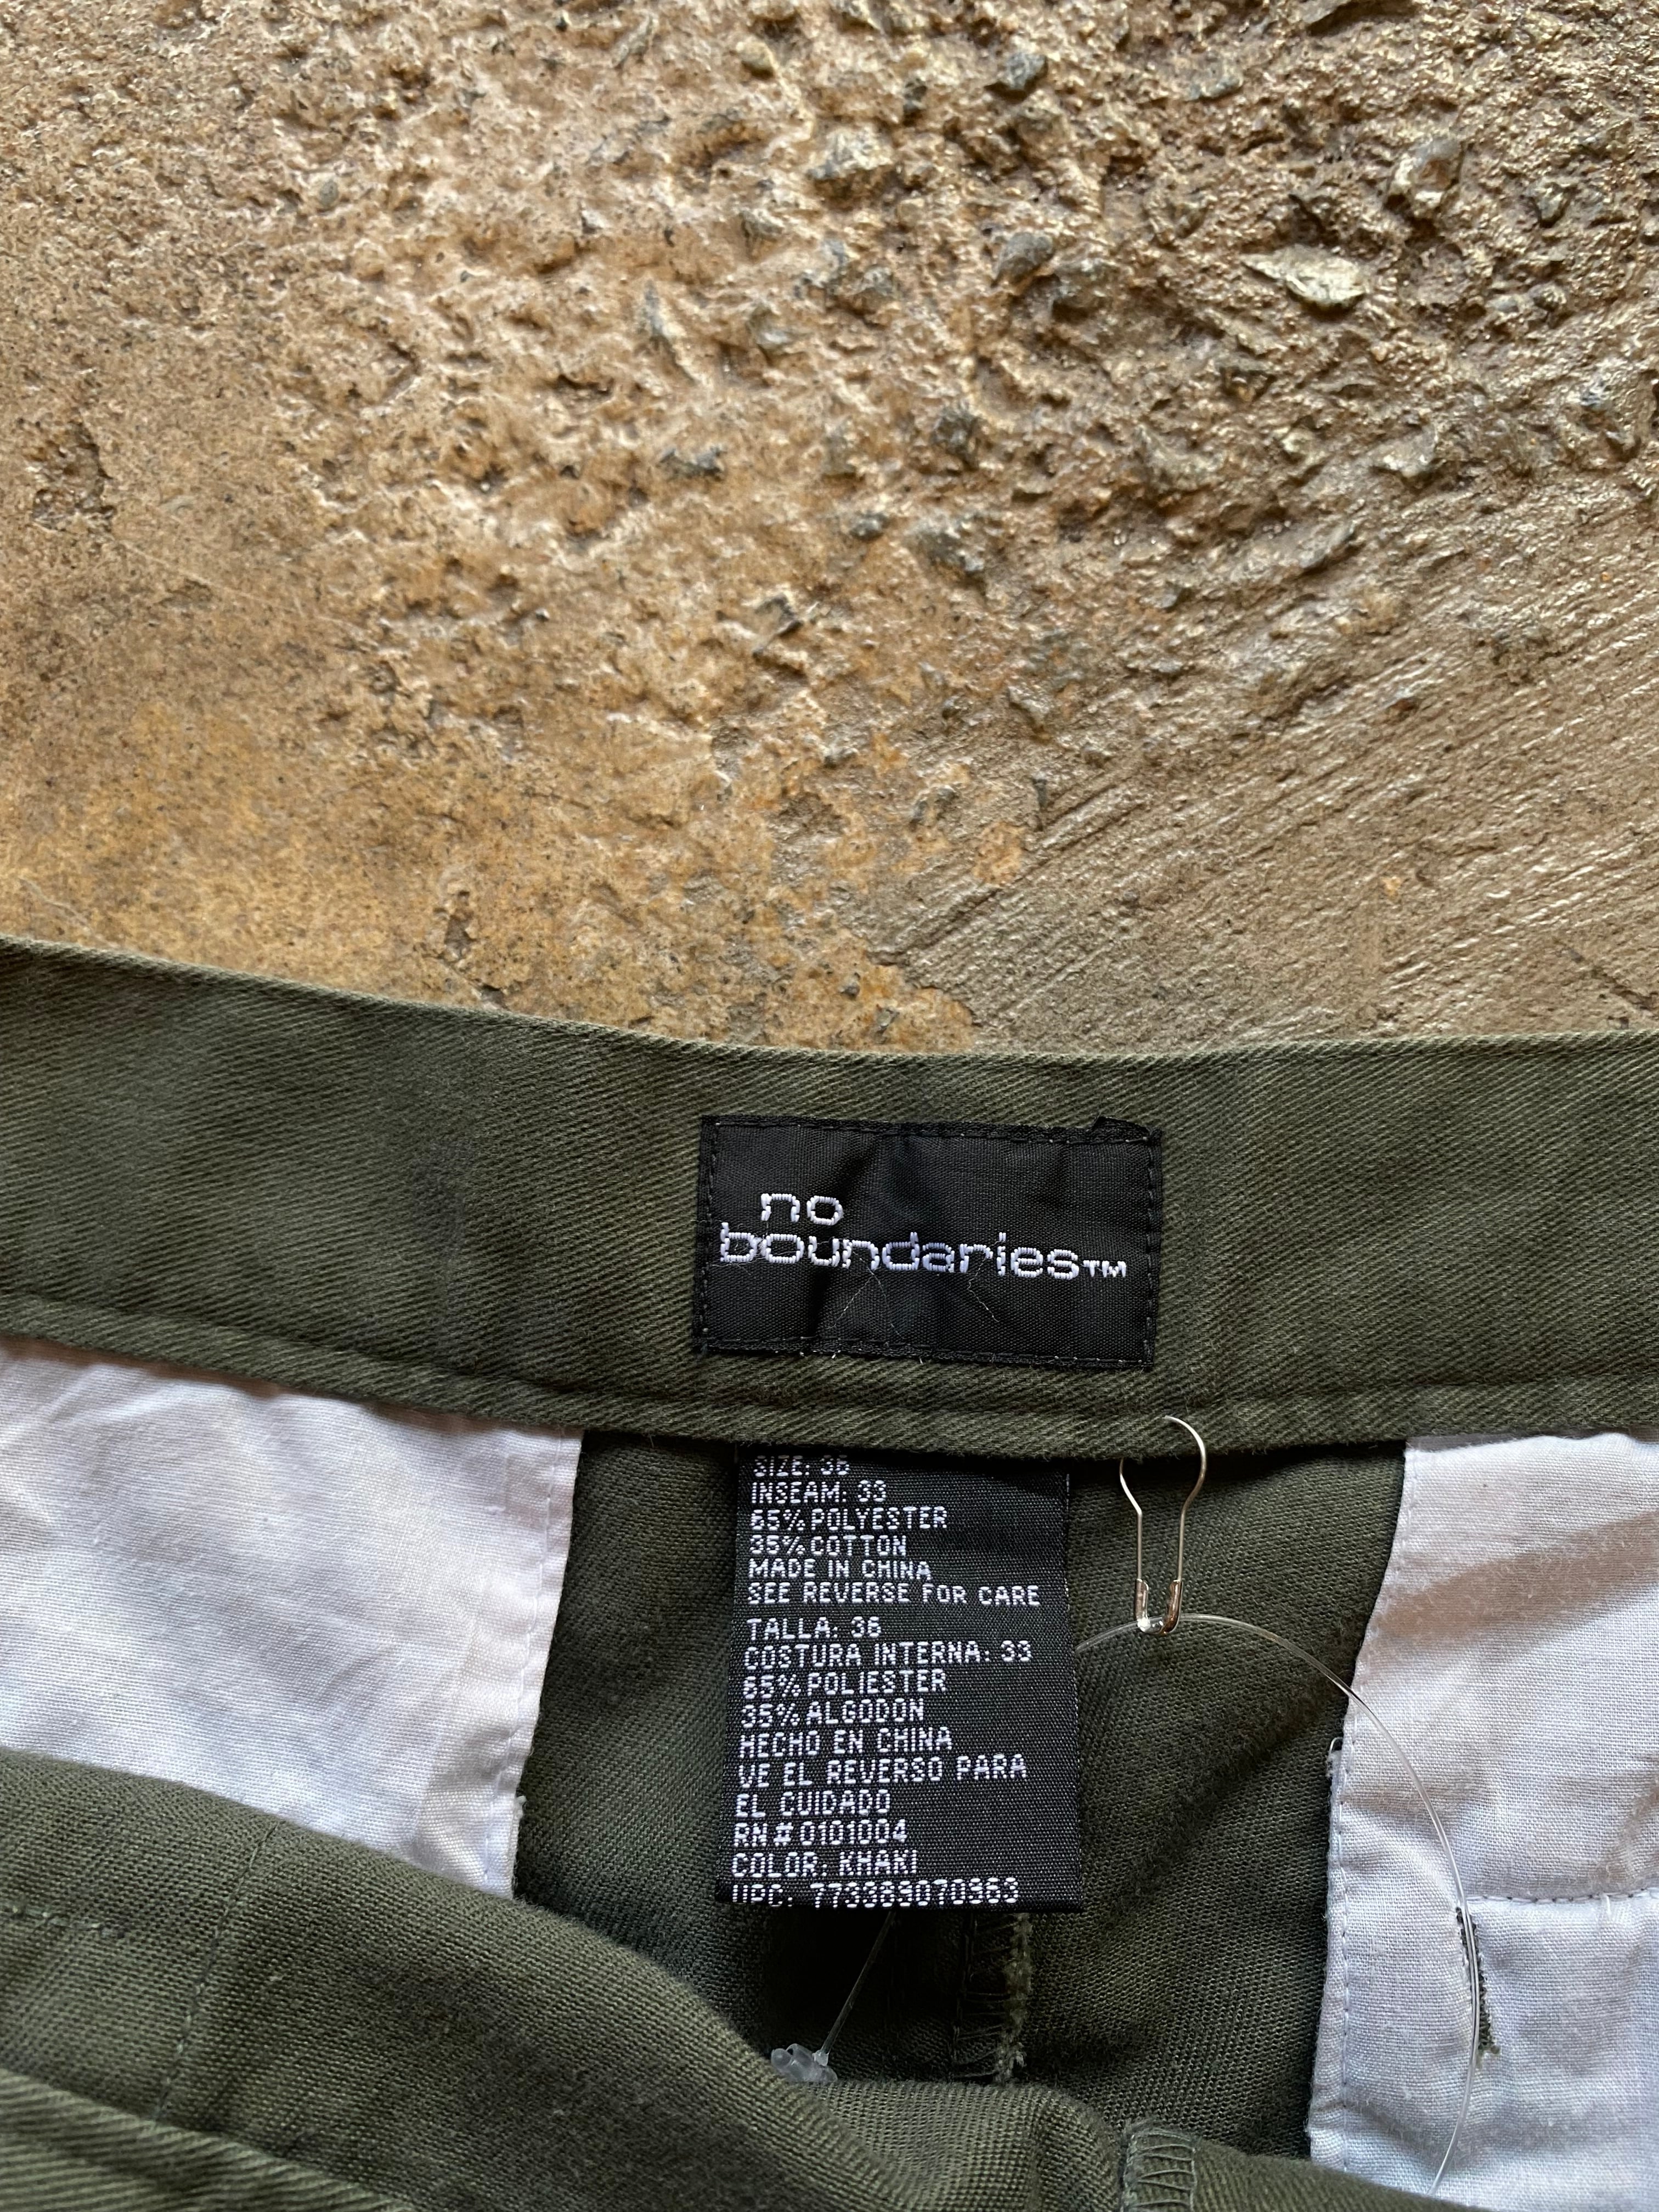 no
boundaries™
SIZE: 36
INSEAM: 33
65% POLYESTER
35% COTTON
MADE IN CHINA
SEE REVERSE FOR CARE
TALLA: 36
COSTURA INTERNA: 33
65% POLIESTER
35% ALGODON
HECHO EN CHINA
VE EL REVERSO PARA
EL CUIDADO
RN# 0101004
COLOR: KHAKI
UPC: 773389070963